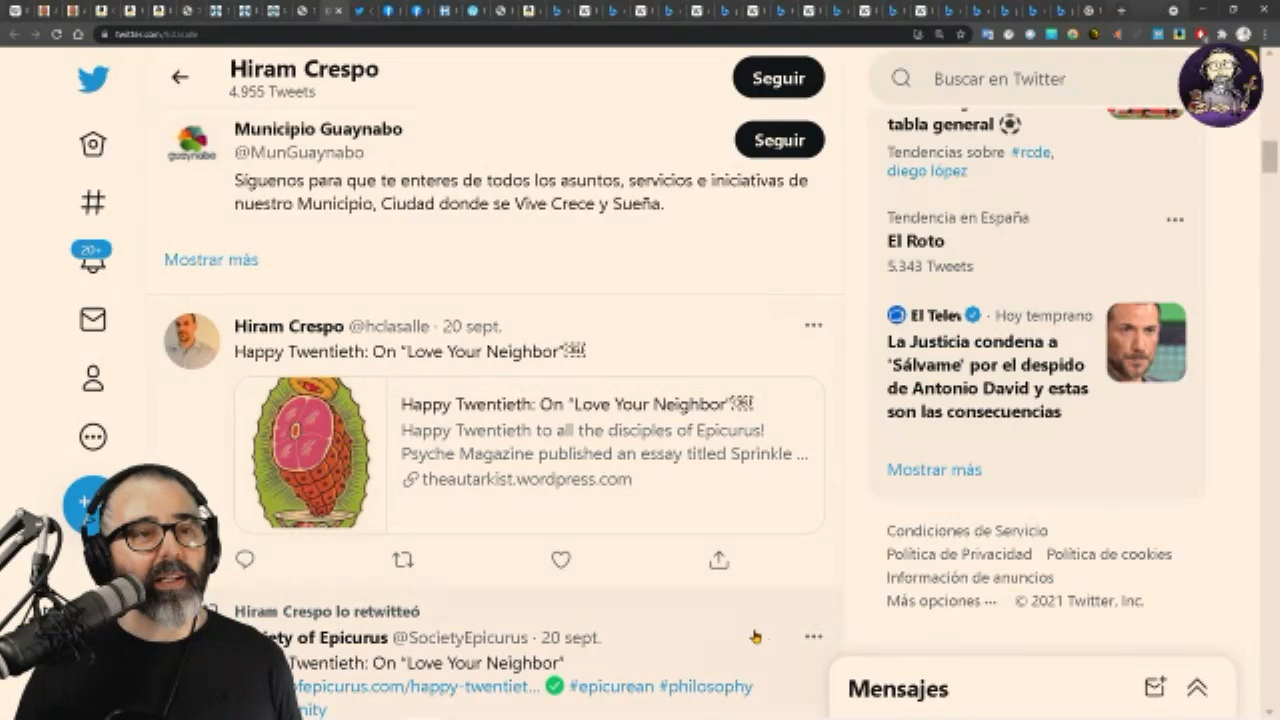 Hiram Crespo
4.955 Tweets
Seguir
Buscar en Twitter
Municipio Guaynabo
@MunGuaynabo
Seguir
guaynabo
Síguenos para que te enteres de todos los asuntos, servicios e iniciativas de
nuestro Municipio, Ciudad donde se Vive Crece y Sueña.
Mostrar más
Hiram Crespo @hclasalle · 20 sept.
Happy Twentieth: On “Love Your Neighbor”
Happy Twentieth: On “Love Your Neighbor”
Happy Twentieth to all the disciples of Epicurus!
Psyche Magazine published an essay titled Sprinkle ...
theautarkist.wordpress.com
Hiram Crespo lo retwitteó
of Epicurus @SocietyEpicurus · 20 sept.
Twentieth: On “Love Your Neighbor”
ofepicurus.com/happy-twentiet... #epicurean #philosophy
20+
tabla general
Tendencias sobre #rcde,
diego lópez
Tendencia en España
El Roto
5.343 Tweets
· Hoy temprano
La Justicia condena a
'Sálvame' por el despido
de Antonio David y estas
son las consecuencias
Mostrar más
Condiciones de Servicio
Política de Privacidad Política de cookies
Información de anuncios
Más opciones ··· © 2021 Twitter, Inc.
Mensajes